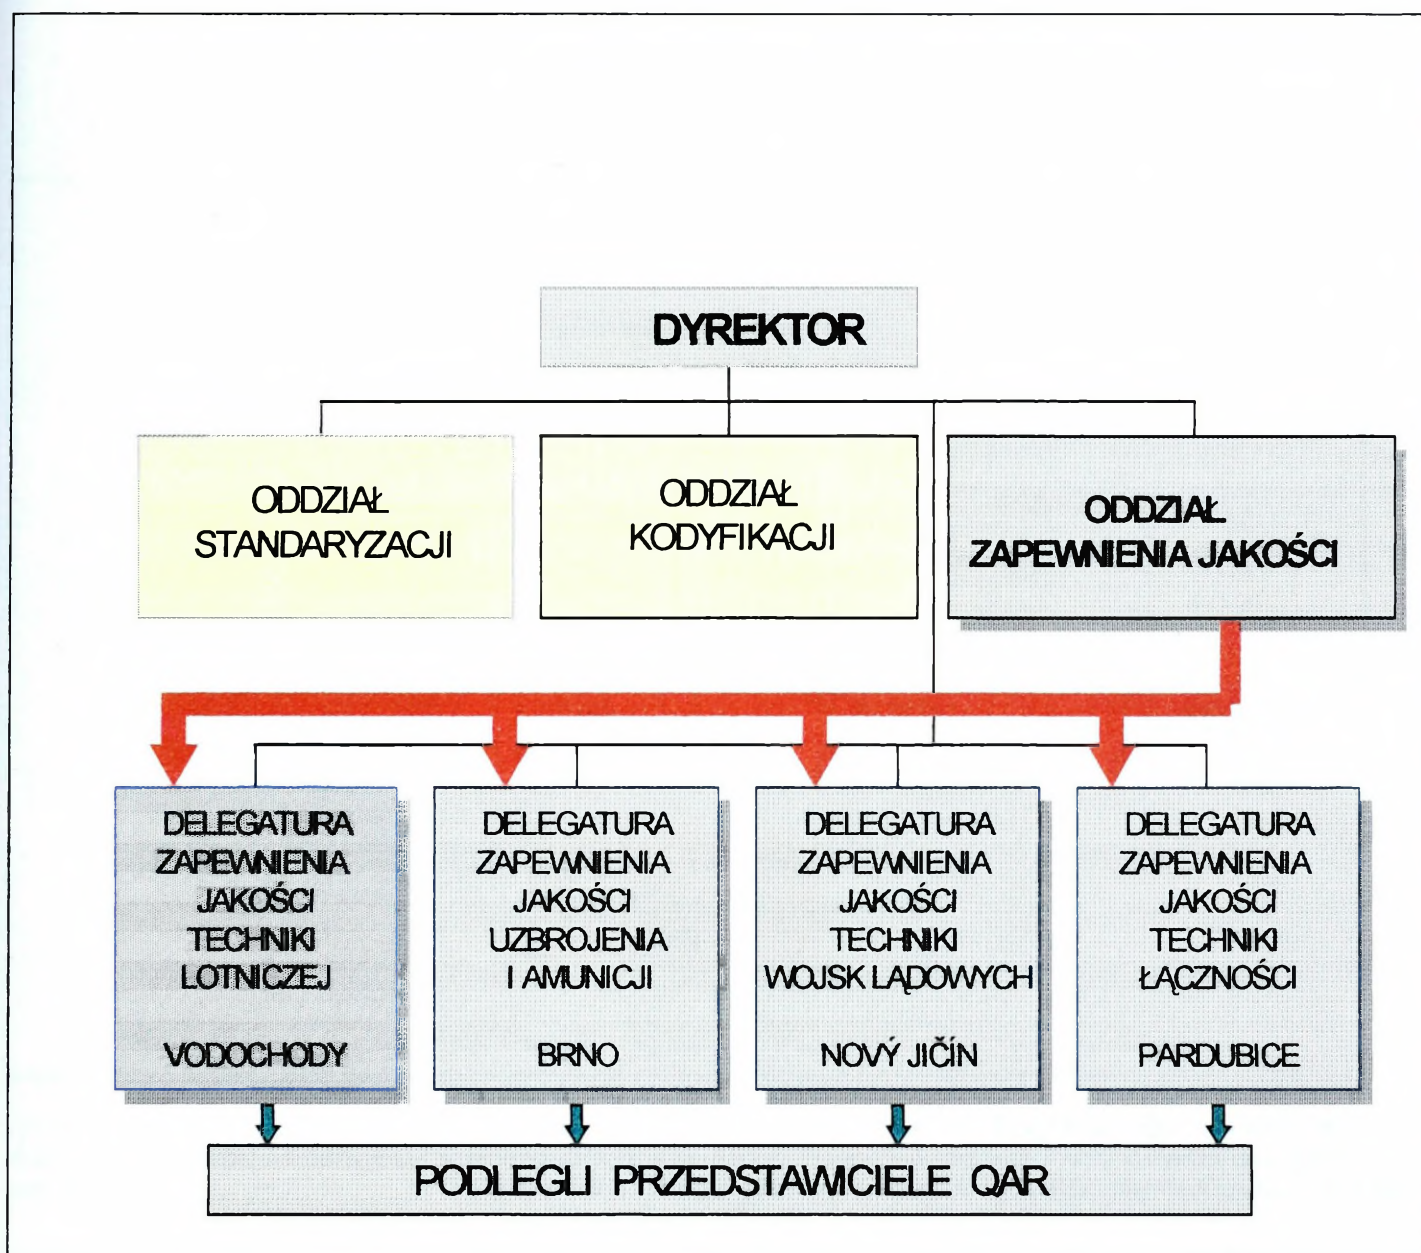 DYREKTOR
ODDZIAŁ
STANDARYZACJI
ODDZIAŁ
KODYFIKACJI
ODDZIAŁ
ZAPEWNIENIA JAKOŚCI
DELEGATURA
ZAPEWNIENIA
JAKOŚCI
TECHNIKI
LOTNICZEJ
VODOCHODY
DELEGATURA
ZAPEWNIENIA
JAKOŚCI
UZBROJENIA
I AMUNICJI
BRNO
DELEGATURA
ZAPEWNIENIA
JAKOŚCI
TECHNIKI
WOJSK LĄDOWYCH
NOVÝ JIČÍN
DELEGATURA
ZAPEWNIENIA
JAKOŚCI
TECHNIKI
ŁĄCZNOŚCI
PARDUBICE
PODLEGLI PRZEDSTAWICIELE QAR